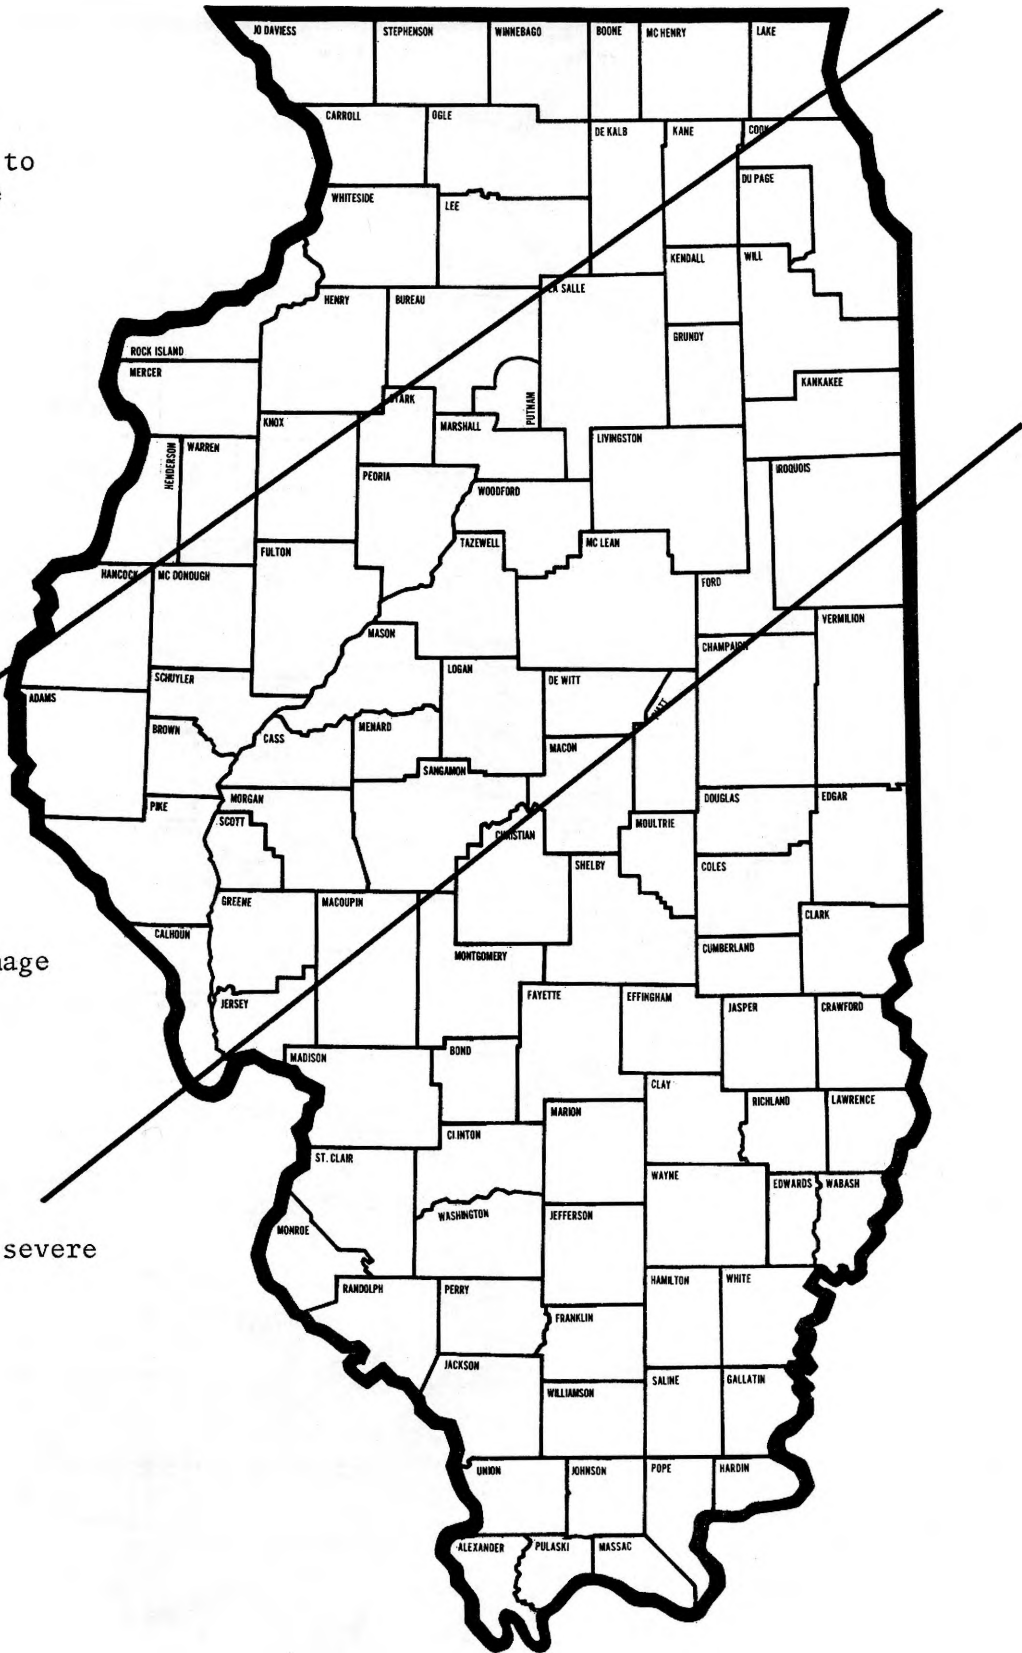 JO DAVIESS
STEPHENSON
WINNEBAGO
BOONE
MC HENRY
LAKE
CARROLL
OGLE
DE KALB
KANE
COOK
to
DU PAGE
WHITESIDE
LEE
KENDALL
WILL
HENRY
BUREAU
LA SALLE
GRUNDY
ROCK ISLAND
MERCER
KANKAKEE
STARK
PUTNAM
KNOX
MARSHALL
LIVINGSTON
HENDERSON
WARREN
PEORIA
IROQUOIS
WOODFORD
FULTON
TAZEWELL
MC LEAN
HANCOCK
MC DONOUGH
FORD
VERMILION
MASON
CHAMPAIGN
LOGAN
SCHUYLER
DE WITT
ADAMS
PIATT
BROWN
CASS
MENARD
MACON
SANGAMON
PIKE
MORGAN
DOUGLAS
EDGAR
SCOTT
CHRISTIAN
MOULTRIE
SHELBY
COLES
GREENE
MACOUPIN
CLARK
CALHOUN
CUMBERLAND
MONTGOMERY
FAYETTE
EFFINGHAM
JERSEY
JASPER
CRAWFORD
MADISON
BOND
CLAY
RICHLAND
LAWRENCE
MARION
CLINTON
ST. CLAIR
WAYNE
EDWARDS
WABASH
WASHINGTON
JEFFERSON
MONROE
severe
HAMILTON
WHITE
RANDOLPH
PERRY
FRANKLIN
JACKSON
SALINE
GALLATIN
WILLIAMSON
UNION
JOHNSON
POPE
HARDIN
ALEXANDER
PULASKI
MASSAC